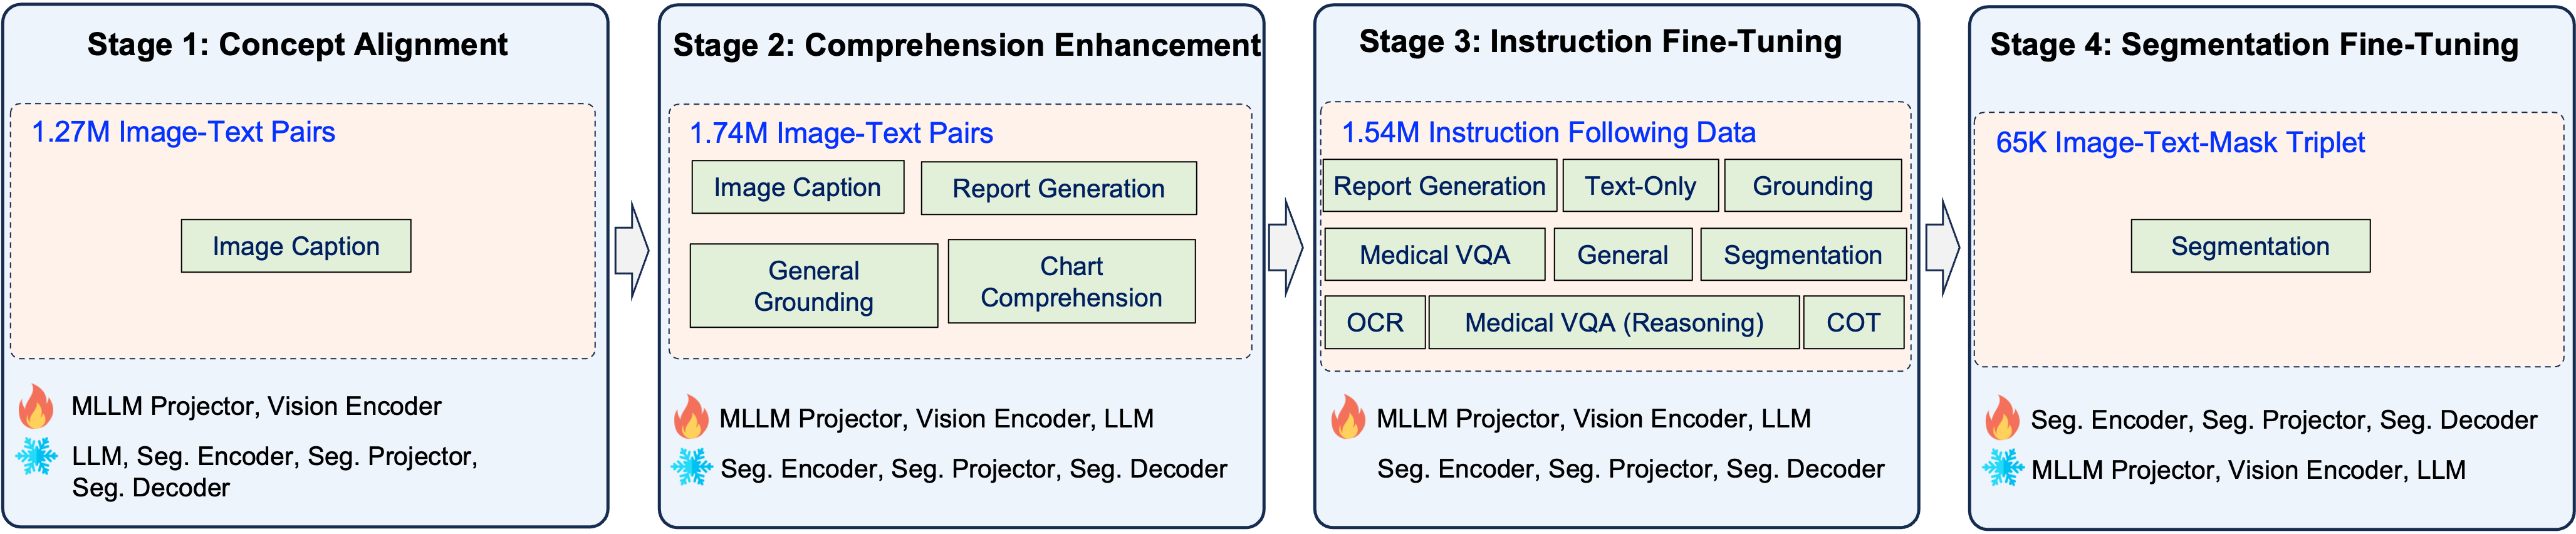 Stage 1: Concept Alignment
1.27M Image-Text Pairs
Image Caption
MLLM Projector, Vision Encoder
LLM, Seg. Encoder, Seg. Projector,
Seg. Decoder
Stage 2: Comprehension Enhancement
1.74M Image-Text Pairs
Image Caption
Report Generation
General
Grounding
Chart
Comprehension
MLLM Projector, Vision Encoder, LLM
Seg. Encoder, Seg. Projector, Seg. Decoder
Stage 3: Instruction Fine-Tuning
1.54M Instruction Following Data
Report Generation
Text-Only
Grounding
Medical VQA
General
Segmentation
OCR
Medical VQA (Reasoning)
COT
MLLM Projector, Vision Encoder, LLM
Seg. Encoder, Seg. Projector, Seg. Decoder
Stage 4: Segmentation Fine-Tuning
65K Image-Text-Mask Triplet
Segmentation
Seg. Encoder, Seg. Projector, Seg. Decoder
MLLM Projector, Vision Encoder, LLM